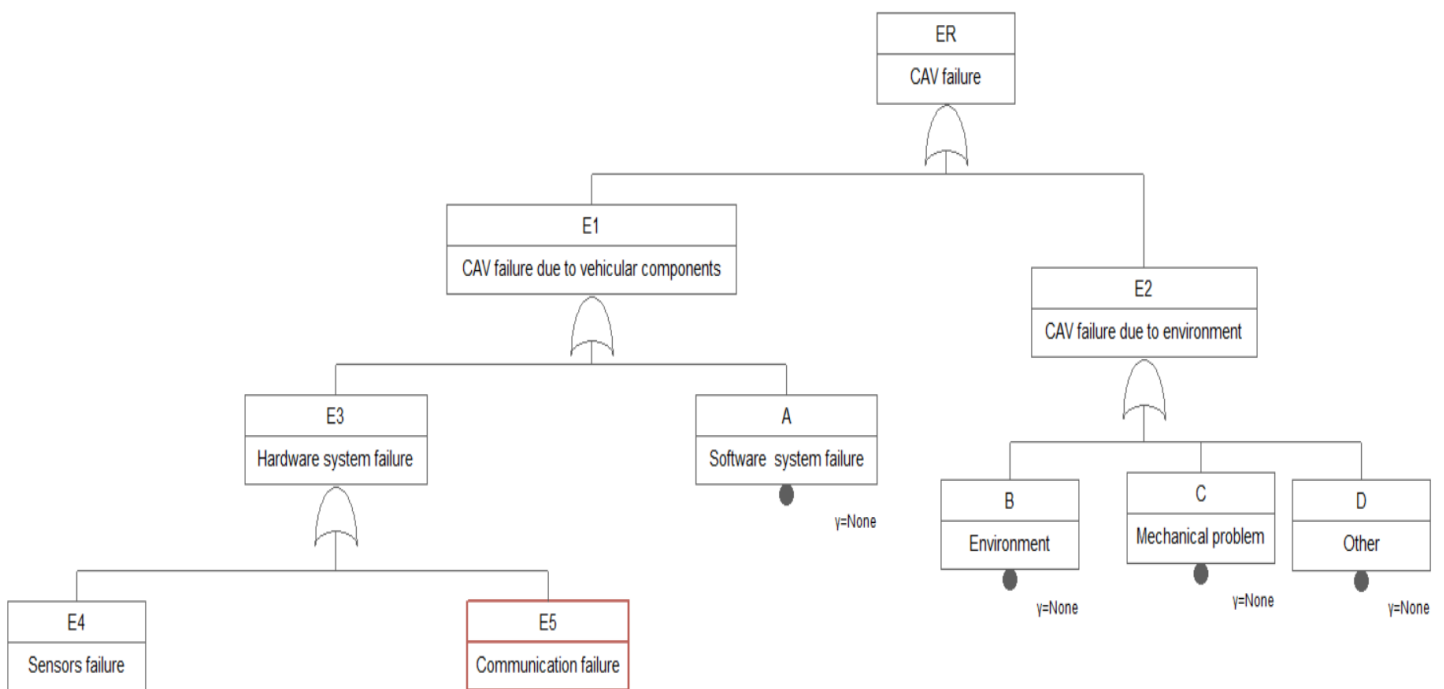 ER
CAV failure
E1
CAV failure due to vehicular components
E2
CAV failure due to environment
E3
Hardware system failure
A
Software system failure
γ=None
B
Environment
γ=None
C
Mechanical problem
γ=None
D
Other
γ=None
E4
Sensors failure
E5
Communication failure